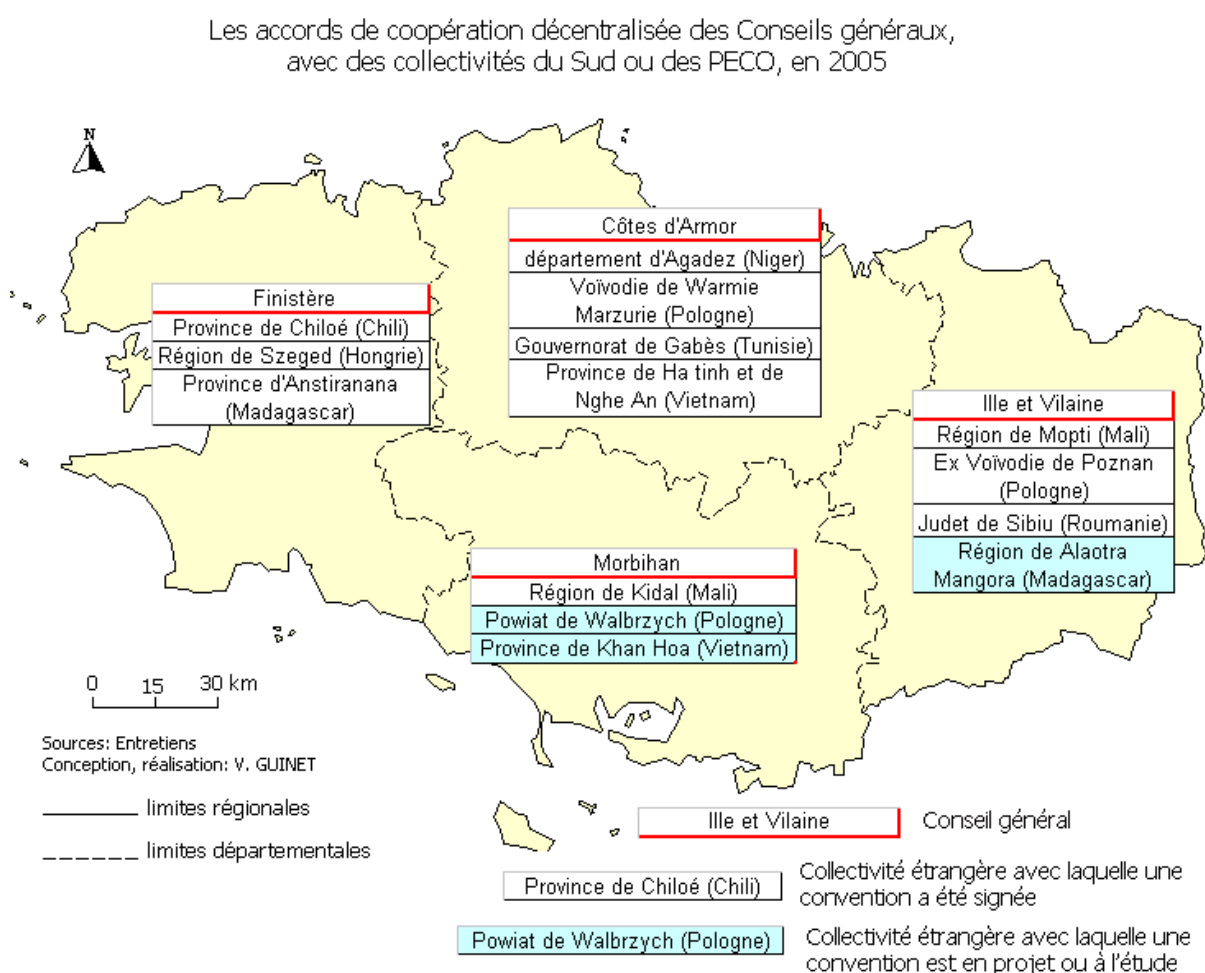 Les accords de coopération décentralisée des Conseils généraux,
avec des collectivités du Sud ou des PECO, en 2005
N
Côtes d'Armor
département d'Agadez (Niger)
Voïvodie de Warmie
Marzurie (Pologne)
Gouvernorat de Gabès (Tunisie)
Province de Ha tinh et de
Nghe An (Vietnam)
Finistère
Province de Chiloé (Chili)
Région de Szeged (Hongrie)
Province d'Anstiranana
(Madagascar)
Ille et Vilaine
Région de Mopti (Mali)
Ex Voïvodie de Poznan
(Pologne)
Judet de Sibiu (Roumanie)
Région de Alaotra
Mangora (Madagascar)
Morbihan
Région de Kidal (Mali)
Powiat de Walbrzych (Pologne)
Province de Khan Hoa (Vietnam)
0 15 30 km
Sources: Entretiens
Conception, réalisation: V. GUINET
limites régionales
limites départementales
Ille et Vilaine
Conseil général
Province de Chiloé (Chili)
Collectivité étrangère avec laquelle une
convention a été signée
Powiat de Walbrzych (Pologne)
Collectivité étrangère avec laquelle une
convention est en projet ou à l'étude